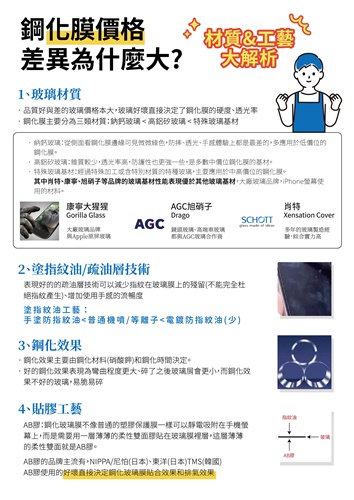 鋼化膜價格
差異為什麼大?
材質&工藝
大解析
1、玻璃材質
· 品質好與差的玻璃價格本大,玻璃好壞直接決定了鋼化膜的硬度、透光率
· 鋼化膜主要分為三類材質:鈉鈣玻璃<高鋁矽玻璃<特殊玻璃基材
· 鈉鈣玻璃:從側面看鋼化膜邊緣可見微微綠色,防摔、透光、手感體驗上都是最差的,多應用於低價位的
鋼化膜。
· 高鋁矽玻璃:雜質較少,透光率高,防護性也更強一些,是多數中價位鋼化膜的基材。
· 特殊玻璃基材:經過特殊加工或含特別材質的特種玻璃,主要應用於中高價位的鋼化膜。
其中肖特、康寧、旭硝子等品牌的玻璃基材性能表現優於其他玻璃基材,大廠玻璃品牌,iPhone螢幕使
用的材料。
康寧大猩猩
Gorilla Glass
大廠玻璃品牌
與Apple原屏玻璃
AGC
AGC旭硝子
Drago
鏡頭玻璃、高端車玻璃
都與AGC玻璃合作過
SCHOTT
glass made of ideas
肖特
Xensation Cover
多年的玻璃製造經
驗,綜合實力高
2、塗指紋油/疏油層技術
表現好的的疏油層技術可以減少指紋在玻璃膜上的殘留(不能完全杜
絕指紋產生)、增加使用手感的流暢度
塗指紋油工藝:
手塗防指紋油<普通機噴/等離子<電鍍防指紋油(少)
3、鋼化效果
· 鋼化效果主要由鋼化材料(硝酸鉀)和鋼化時間決定。
· 好的鋼化效果表現為彎曲程度更大、碎了之後玻璃屑會更小,而鋼化效
果不好的玻璃,易脆易碎
4、貼膠工藝
AB膠:鋼化玻璃膜不像普通的塑膠保護膜一樣可以靜電吸附在手機螢
幕上,而是需要用一層薄薄的柔性雙面膠貼在玻璃膜裡層,這層薄薄
的柔性雙面就是AB膠。
AB膠的品牌主流有,NIPPA/尼怕(日本)、東洋(日本)TMS(韓國)
AB膠使用的好壞直接決定鋼化玻璃膜貼合效果和排氣效果
指紋油
玻璃
AB膠